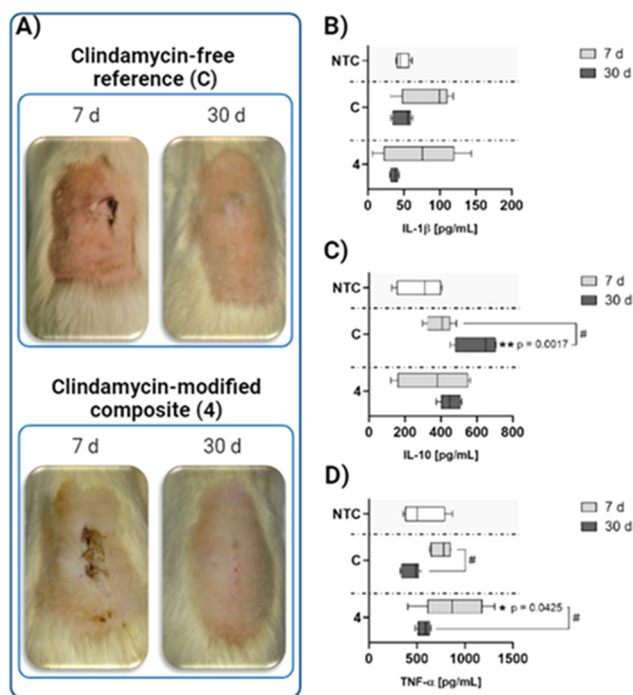 A)
Clindamycin-free
reference (C)
7 d
30 d
Clindamycin-modified
composite (4)
7 d
30 d
B)
NTC
C
4
0
50
100
150
200
IL-1β [pg/mL]
7 d
30 d
C)
NTC
C
4
#
★★ p = 0.0017
0
200
400
600
800
IL-10 [pg/mL]
7 d
30 d
D)
NTC
C
4
#
★ p = 0.0425
#
0
500
1000
1500
TNF-α [pg/mL]
7 d
30 d